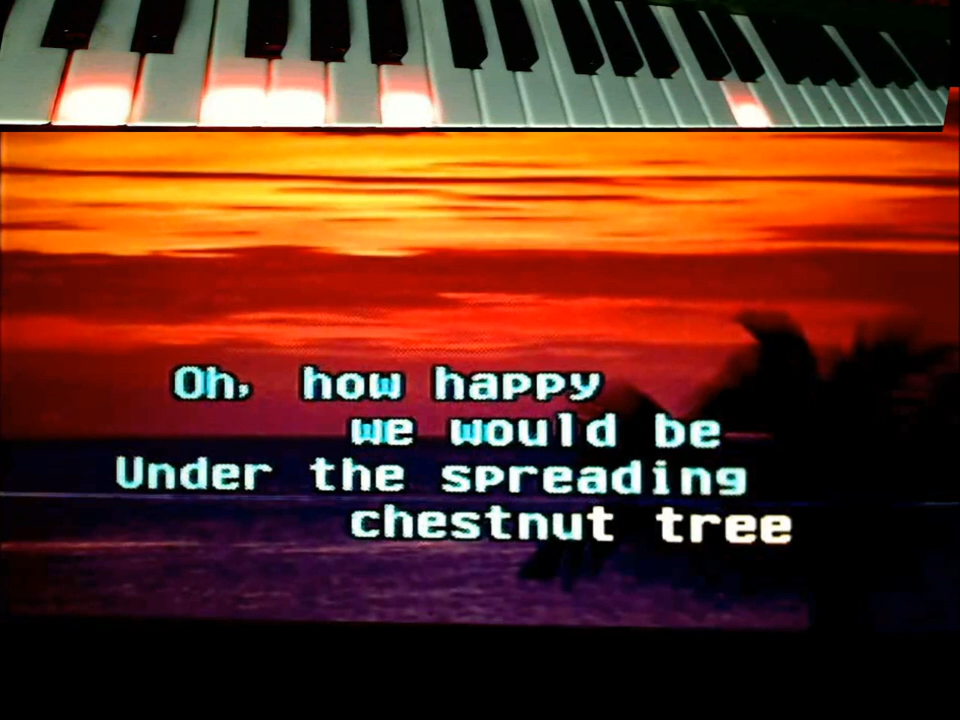 Oh, how happy
we would be
Under the spreading
chestnut tree